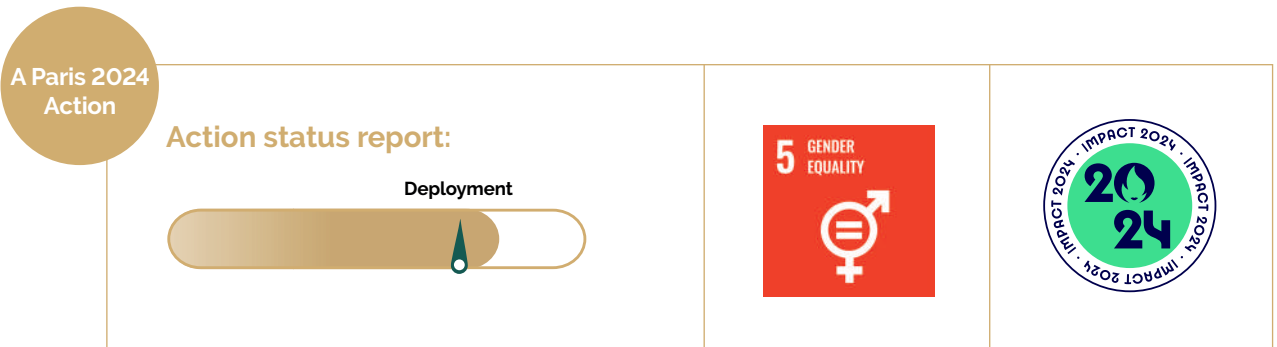 A Paris 2024
Action
Action status report:
Deployment
5 GENDER
EQUALITY
IMPACT 2024 · IMPACT 2024 · IMPACT 2024 · IMPACT 2024 ·
20
24